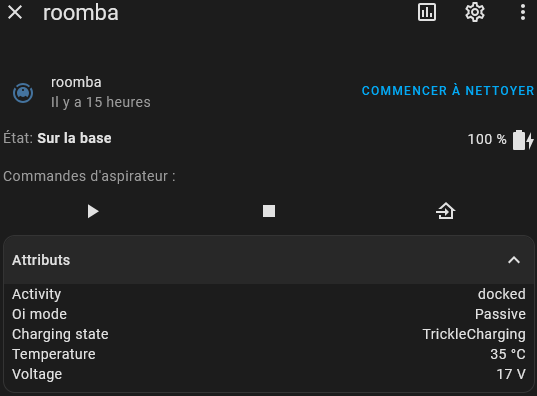 roomba
roomba
Il y a 15 heures
COMMENCER À NETTOYER
État: Sur la base
100 %
Commandes d'aspirateur :
Attributs
Activity docked
Oi mode Passive
Charging state TrickleCharging
Temperature 35 °C
Voltage 17 V